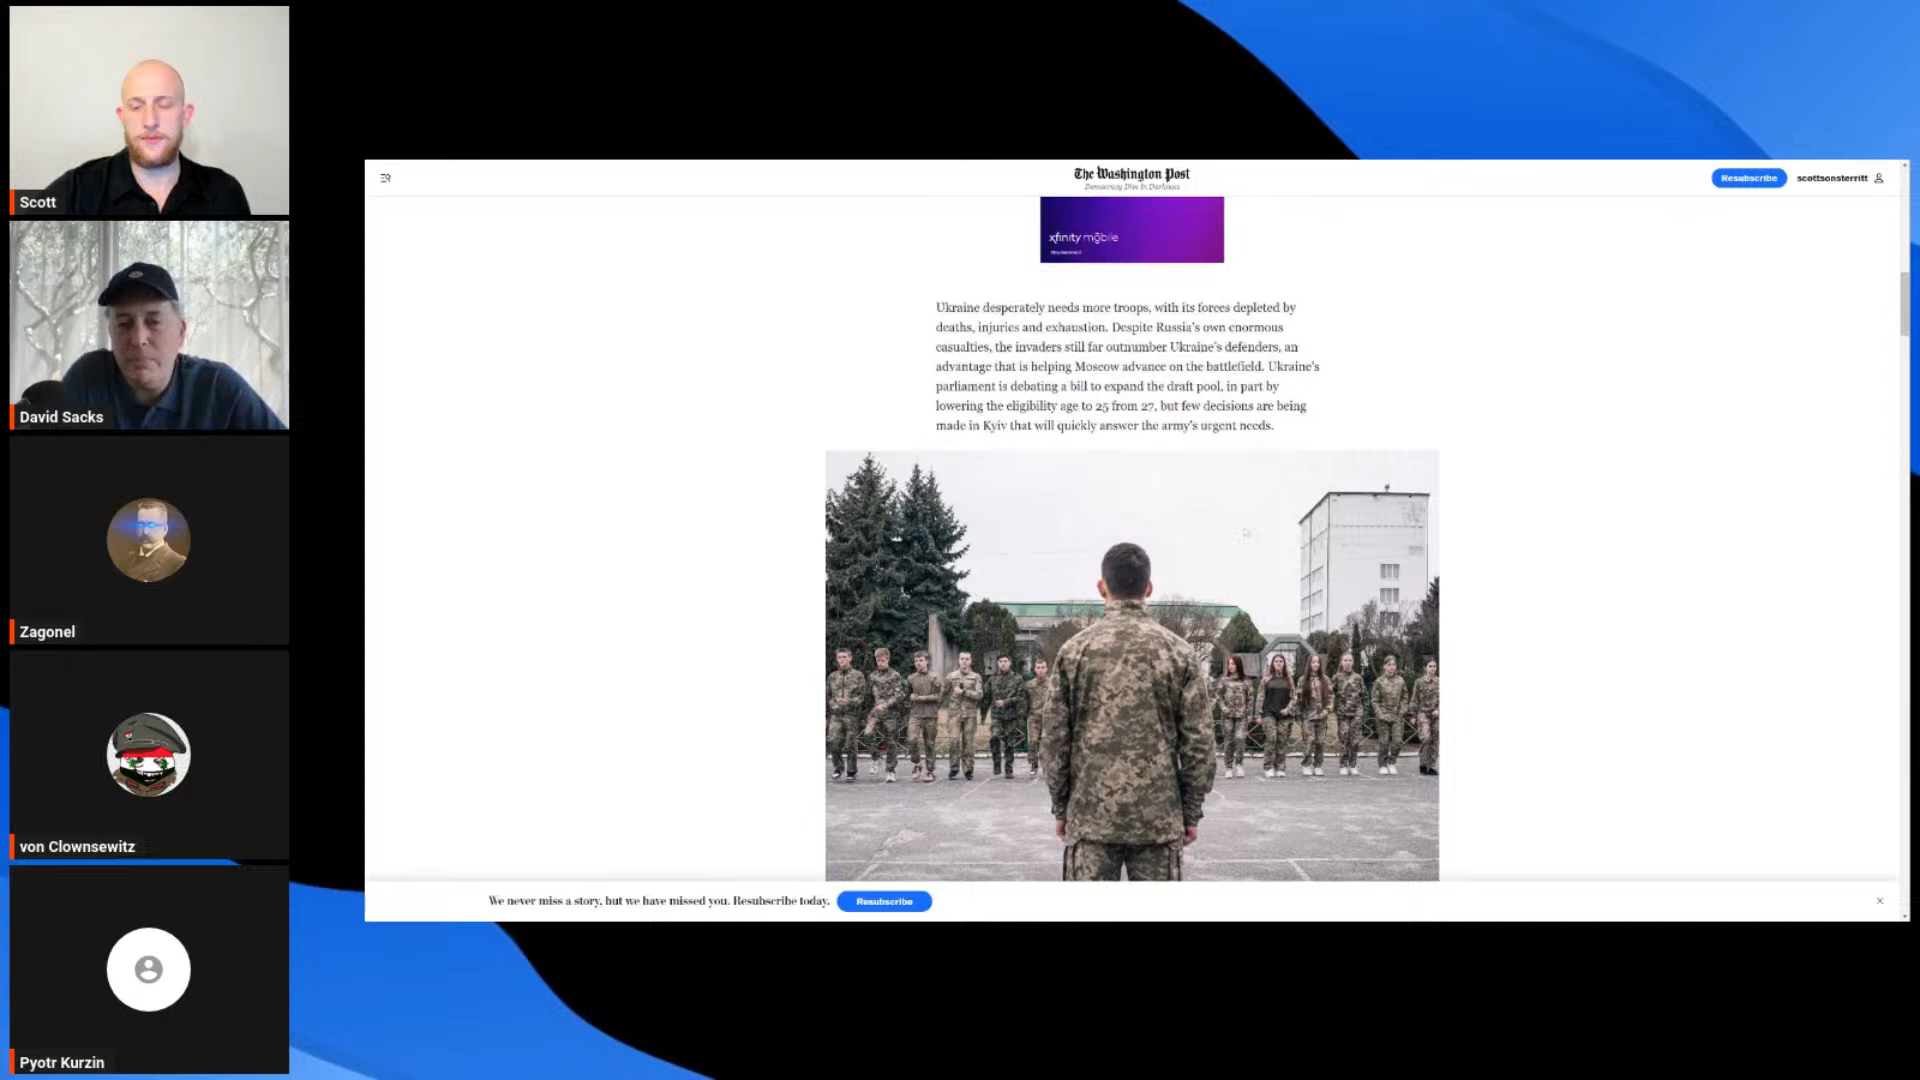 Scott
David Sacks
Zagonel
von Clownsewitz
Pyotr Kurzin
The Washington Post
Democracy Dies in Darkness
Resubscribe
scottsonsterritt
xfinity mobile
Ukraine desperately needs more troops, with its forces depleted by
deaths, injuries and exhaustion. Despite Russia's own enormous
casualties, the invaders still far outnumber Ukraine's defenders, an
advantage that is helping Moscow advance on the battlefield. Ukraine's
parliament is debating a bill to expand the draft pool, in part by
lowering the eligibility age to 25 from 27, but few decisions are being
made in Kyiv that will quickly answer the army's urgent needs.
We never miss a story, but we have missed you. Resubscribe today.
Resubscribe